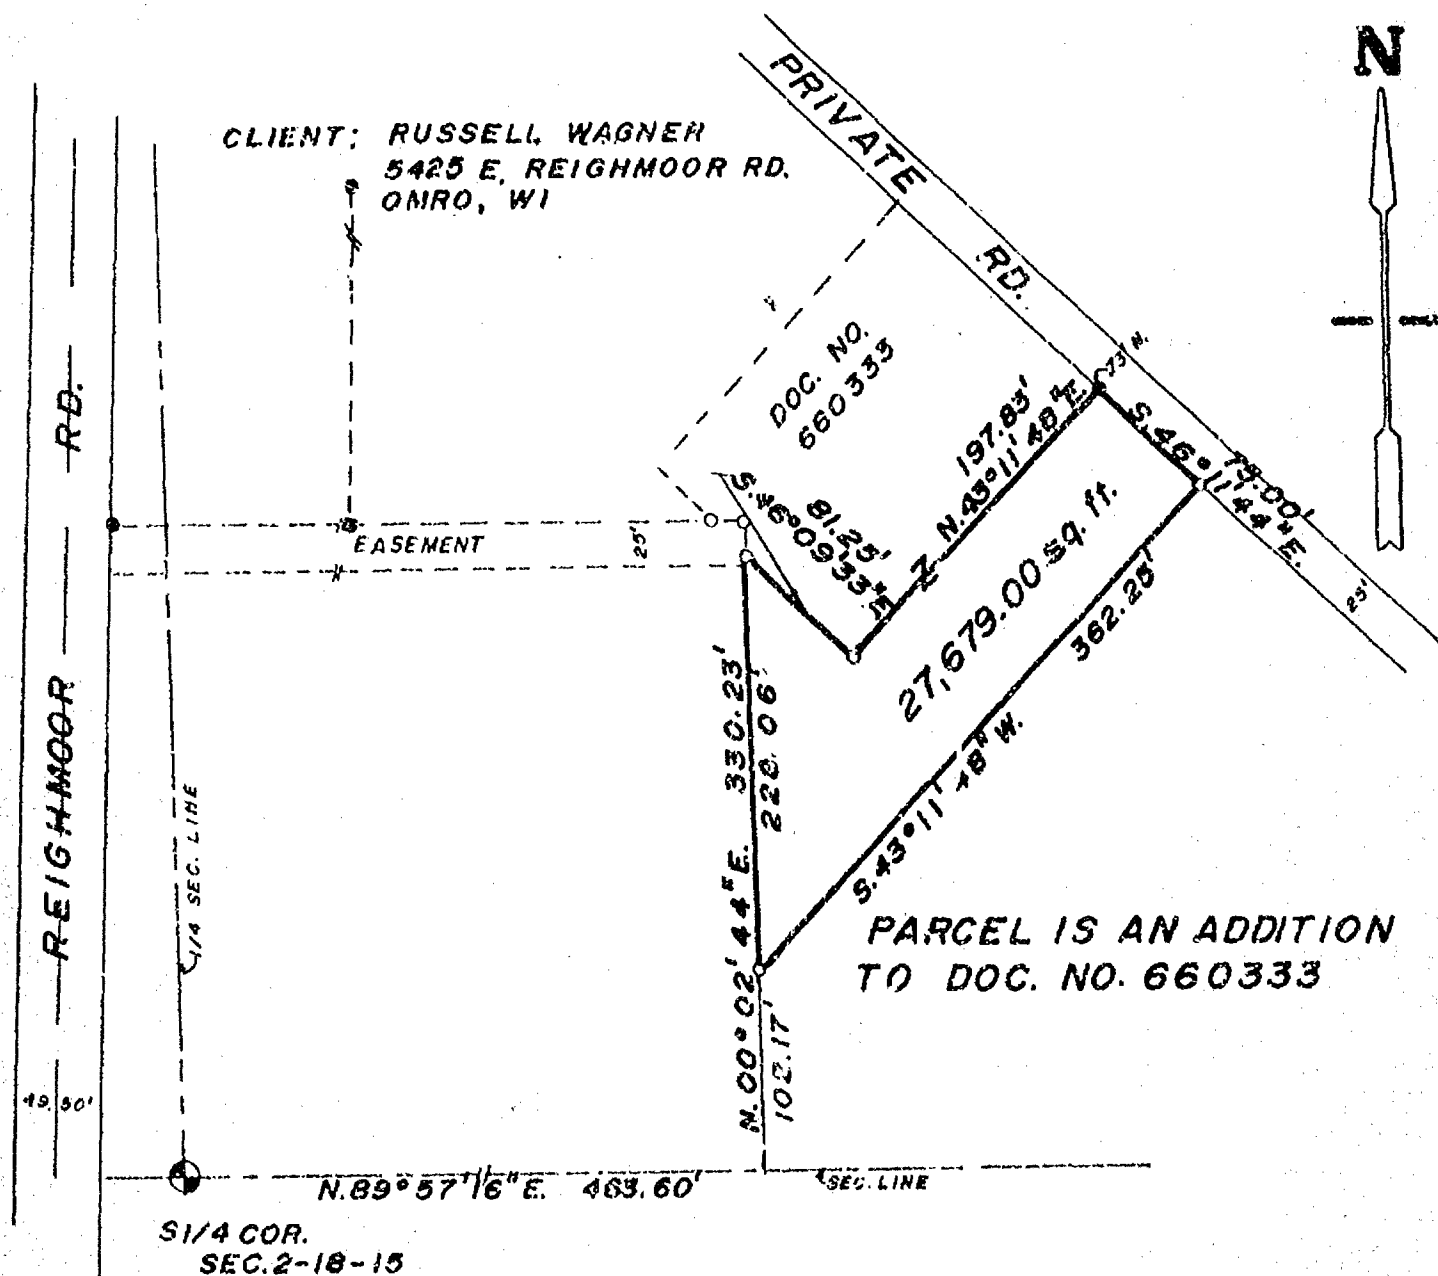 N
CLIENT: RUSSELL WAGNER
5425 E. REIGHMOOR RD.
OMRO, WI
PRIVATE RD.
DOC. NO.
660333
197.83'
N.43°11'48"E.
S.46°11'44"E.
75.00'
25'
S.46°09'33"E
81.25'
EASEMENT
25'
27,679.00 sq. ft.
362.25'
S.43°11'48"W.
REIGHMOOR RD.
1/4 SEC. LINE
N.00°02'44"E. 330.23'
228.06'
102.17'
PARCEL IS AN ADDITION
TO DOC. NO. 660333
49.50'
N.89°57'16"E. 463.60'
SEC. LINE
S1/4 COR.
SEC. 2-18-15